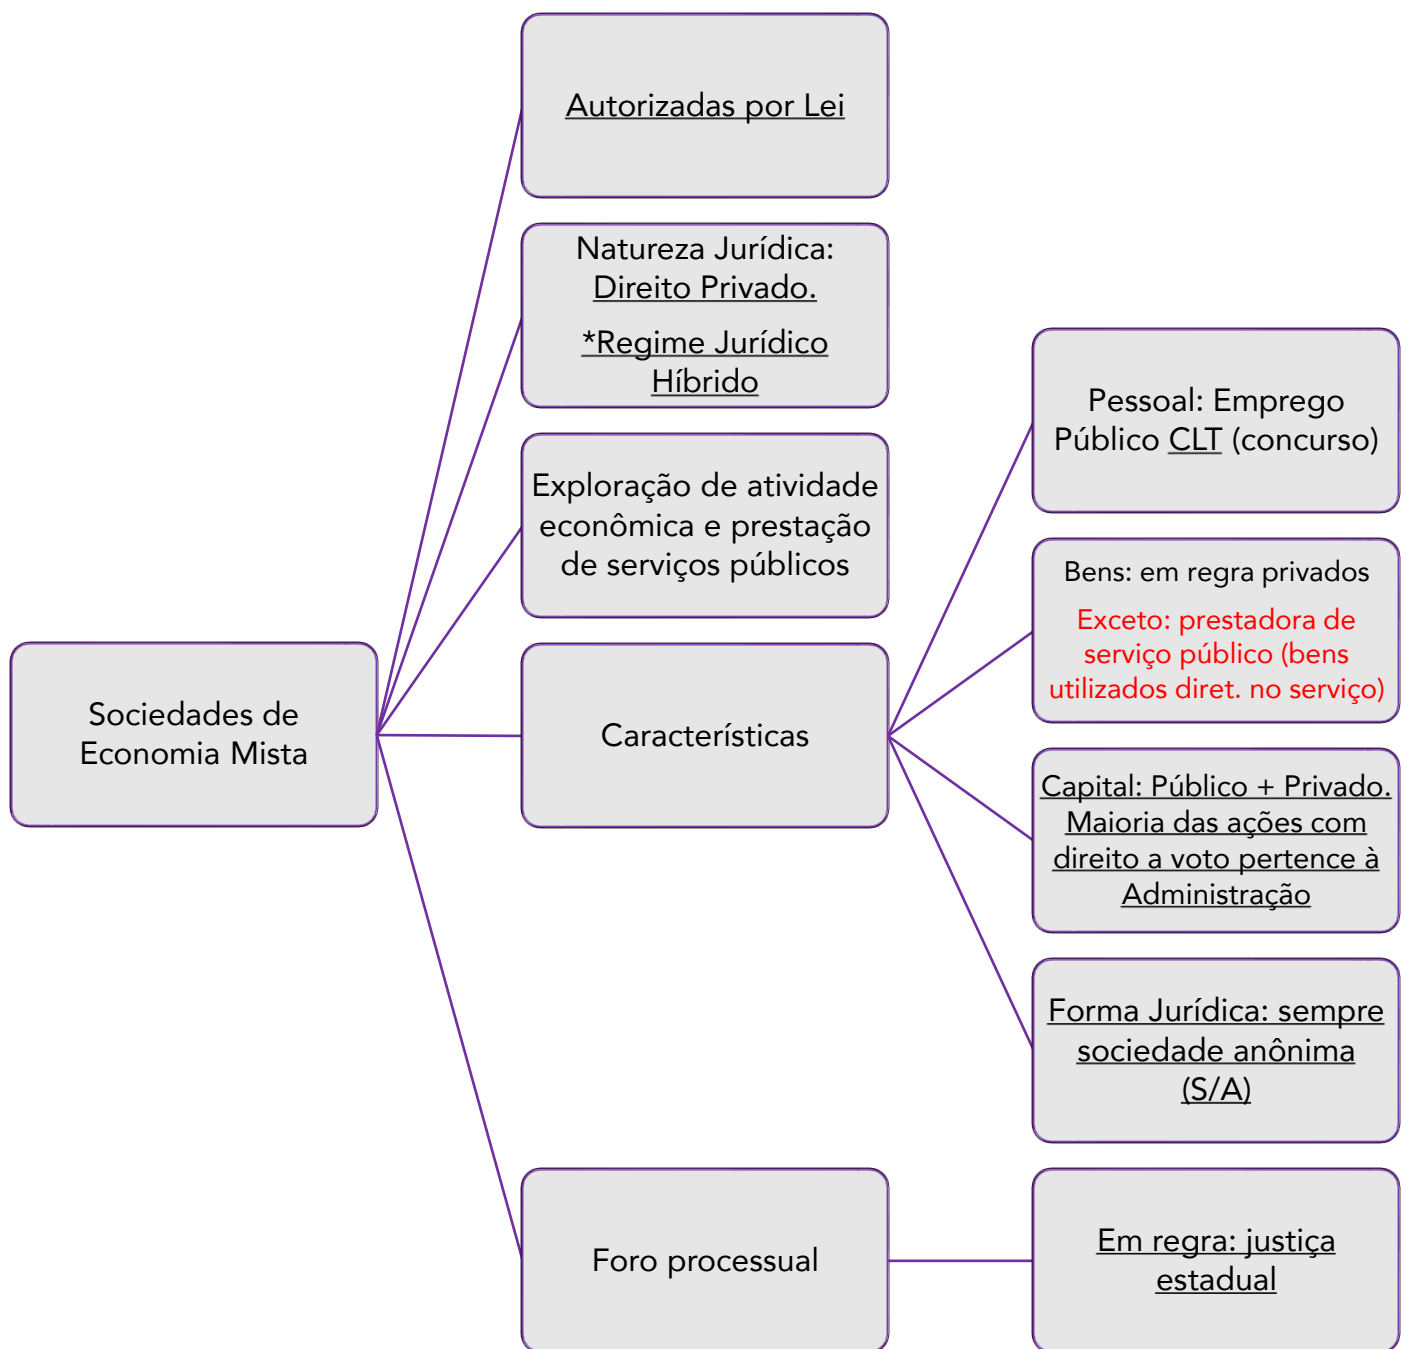 Autorizadas por Lei
Natureza Jurídica:
Direito Privado.
*Regime Jurídico
Híbrido
Exploração de atividade
econômica e prestação
de serviços públicos
Sociedades de
Economia Mista
Características
Pessoal: Emprego
Público CLT (concurso)
Bens: em regra privados
Exceto: prestadora de
serviço público (bens
utilizados diret. no serviço)
Capital: Público + Privado.
Maioria das ações com
direito a voto pertence à
Administração
Forma Jurídica: sempre
sociedade anônima
(S/A)
Foro processual
Em regra: justiça
estadual